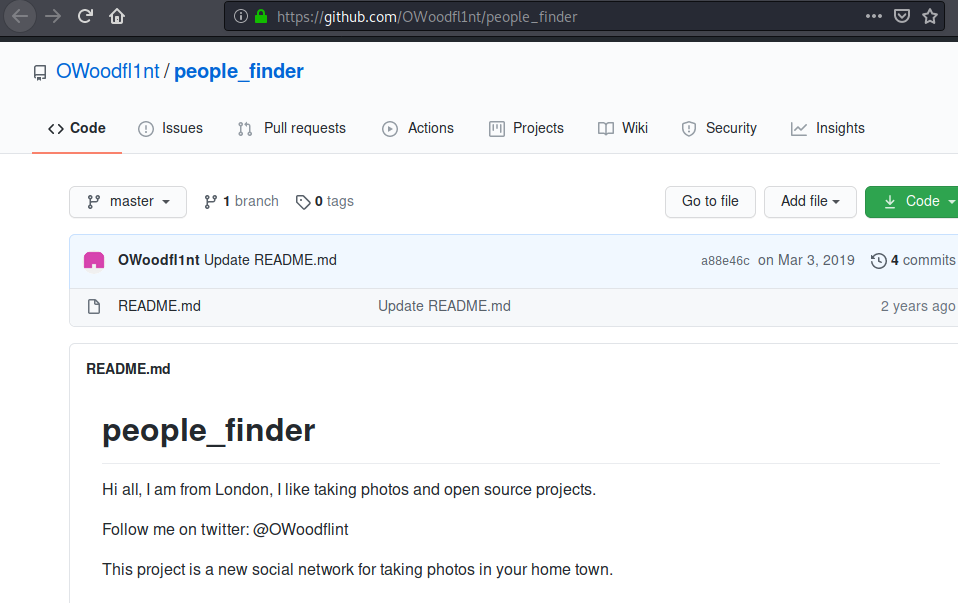 https://github.com/OWoodfl1nt/people_finder
OWoodfl1nt / people_finder
Code Issues Pull requests Actions Projects Wiki Security Insights
master 1 branch 0 tags Go to file Add file Code
OWoodfl1nt Update README.md a88e46c on Mar 3, 2019 4 commits
README.md Update README.md 2 years ago
README.md
people_finder
Hi all, I am from London, I like taking photos and open source projects.
Follow me on twitter: @OWoodflint
This project is a new social network for taking photos in your home town.